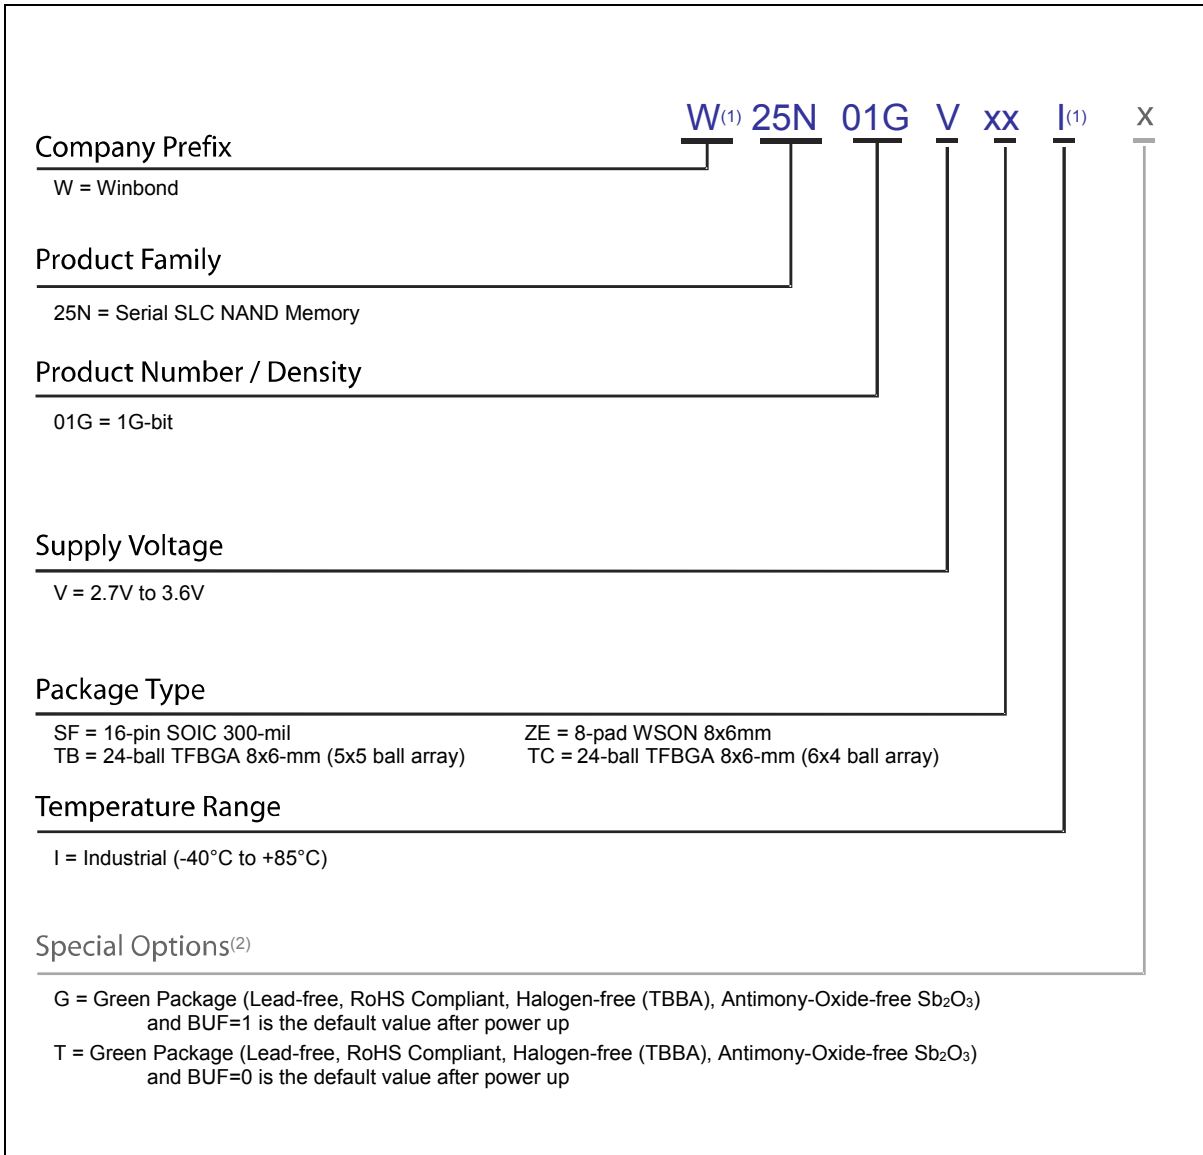 W(1) 25N 01G V xx I(1) x
Company Prefix
W = Winbond
Product Family
25N = Serial SLC NAND Memory
Product Number / Density
01G = 1G-bit
Supply Voltage
V = 2.7V to 3.6V
Package Type
SF = 16-pin SOIC 300-mil ZE = 8-pad WSON 8x6mm
TB = 24-ball TFBGA 8x6-mm (5x5 ball array) TC = 24-ball TFBGA 8x6-mm (6x4 ball array)
Temperature Range
I = Industrial (-40°C to +85°C)
Special Options(2)
G = Green Package (Lead-free, RoHS Compliant, Halogen-free (TBBA), Antimony-Oxide-free Sb2O3)
and BUF=1 is the default value after power up
T = Green Package (Lead-free, RoHS Compliant, Halogen-free (TBBA), Antimony-Oxide-free Sb2O3)
and BUF=0 is the default value after power up